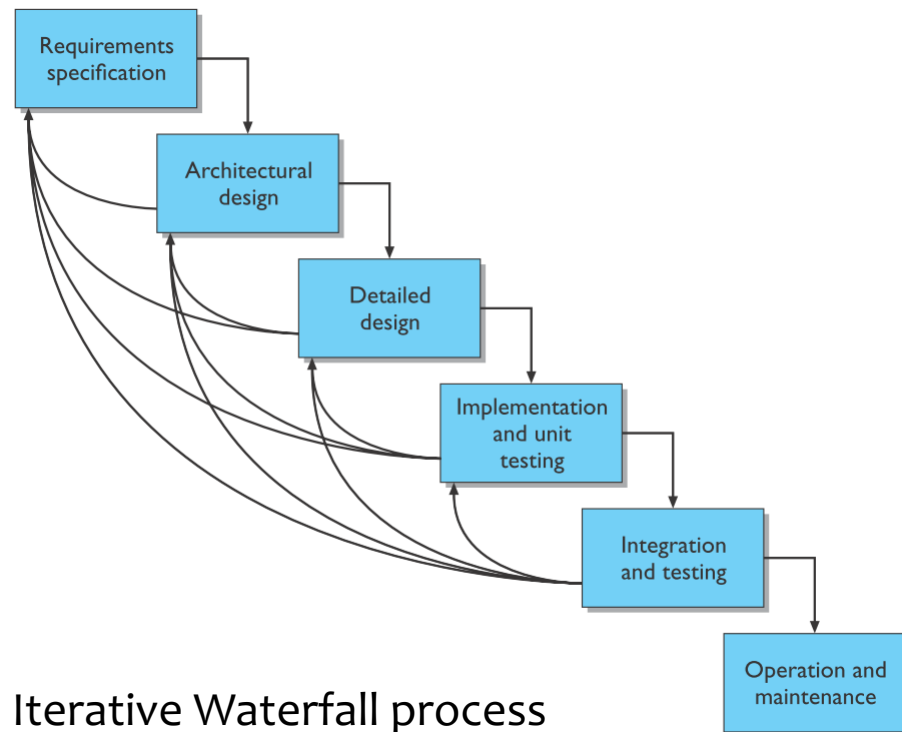 Requirements
specification
Architectural
design
Detailed
design
Implementation
and unit
testing
Integration
and testing
Operation and
maintenance
Iterative Waterfall process